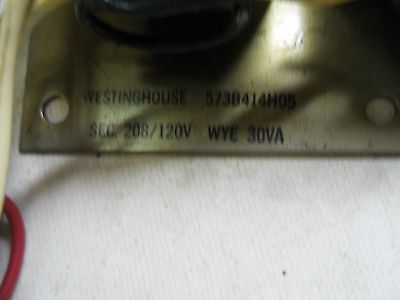 WESTINGHOUSE 573B414H05
SEC. 208/120V WYE 30VA